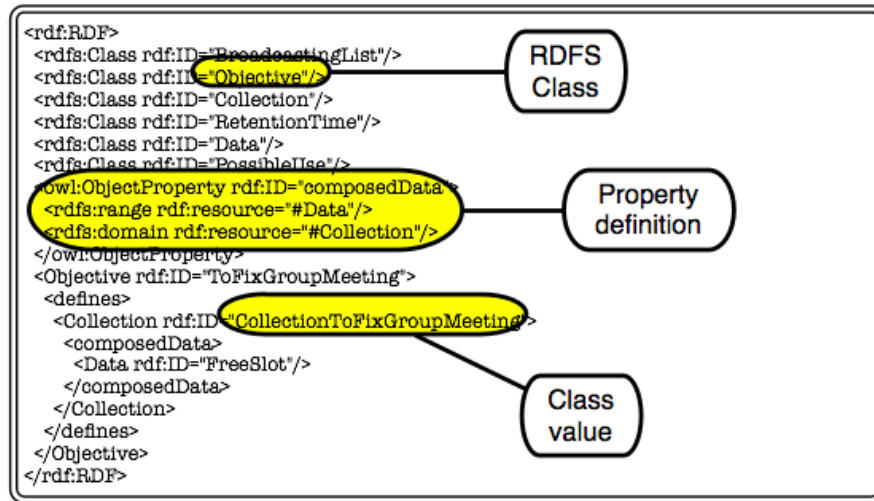 <rdf:RDF>
<rdfs:Class rdf:ID="BroadcastingList"/>
<rdfs:Class rdf:ID="Objective"/>
<rdfs:Class rdf:ID="Collection"/>
<rdfs:Class rdf:ID="RetentionTime"/>
<rdfs:Class rdf:ID="Data"/>
<rdfs:Class rdf:ID="PossibleUse"/>
<owl:ObjectProperty rdf:ID="composedData">
<rdfs:range rdf:resource="#Data"/>
<rdfs:domain rdf:resource="#Collection"/>
</owl:ObjectProperty>
<Objective rdf:ID="ToFixGroupMeeting">
<defines>
<Collection rdf:ID="CollectionToFixGroupMeeting">
<composedData>
<Data rdf:ID="FreeSlot"/>
</composedData>
</Collection>
</defines>
</Objective>
</rdf:RDF>
RDFS
Class
Property
definition
Class
value